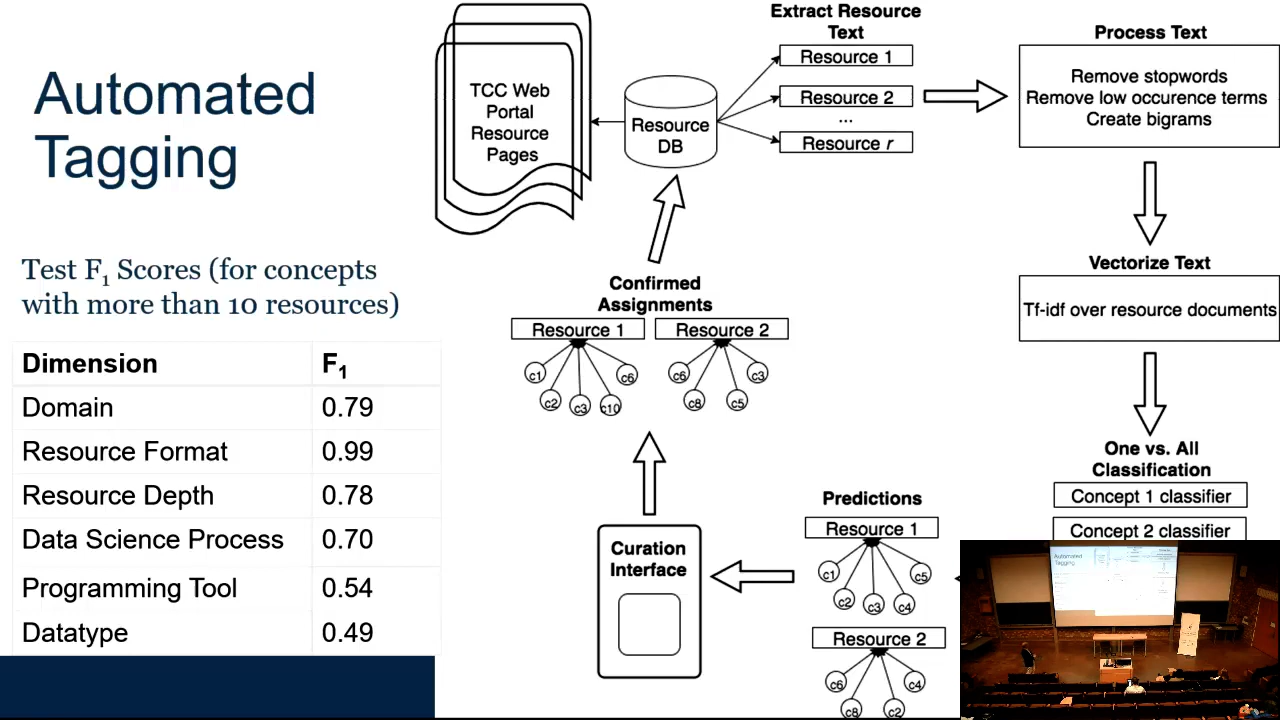 Automated
Tagging
Test F1 Scores (for concepts
with more than 10 resources)
Dimension F1
Domain 0.79
Resource Format 0.99
Resource Depth 0.78
Data Science Process 0.70
Programming Tool 0.54
Datatype 0.49
TCC Web
Portal
Resource
Pages
Resource
DB
Extract Resource
Text
Resource 1
Resource 2
...
Resource r
Process Text
Remove stopwords
Remove low occurence terms
Create bigrams
Vectorize Text
Tf-idf over resource documents
One vs. All
Classification
Concept 1 classifier
Concept 2 classifier
Predictions
Resource 1
c1 c5
c2 c3 c4
Resource 2
c6 c4
c8 c2
Curation
Interface
Confirmed
Assignments
Resource 1 Resource 2
c1 c6 c6 c3
c2 c3 c10 c8 c5
Automated
Tagging